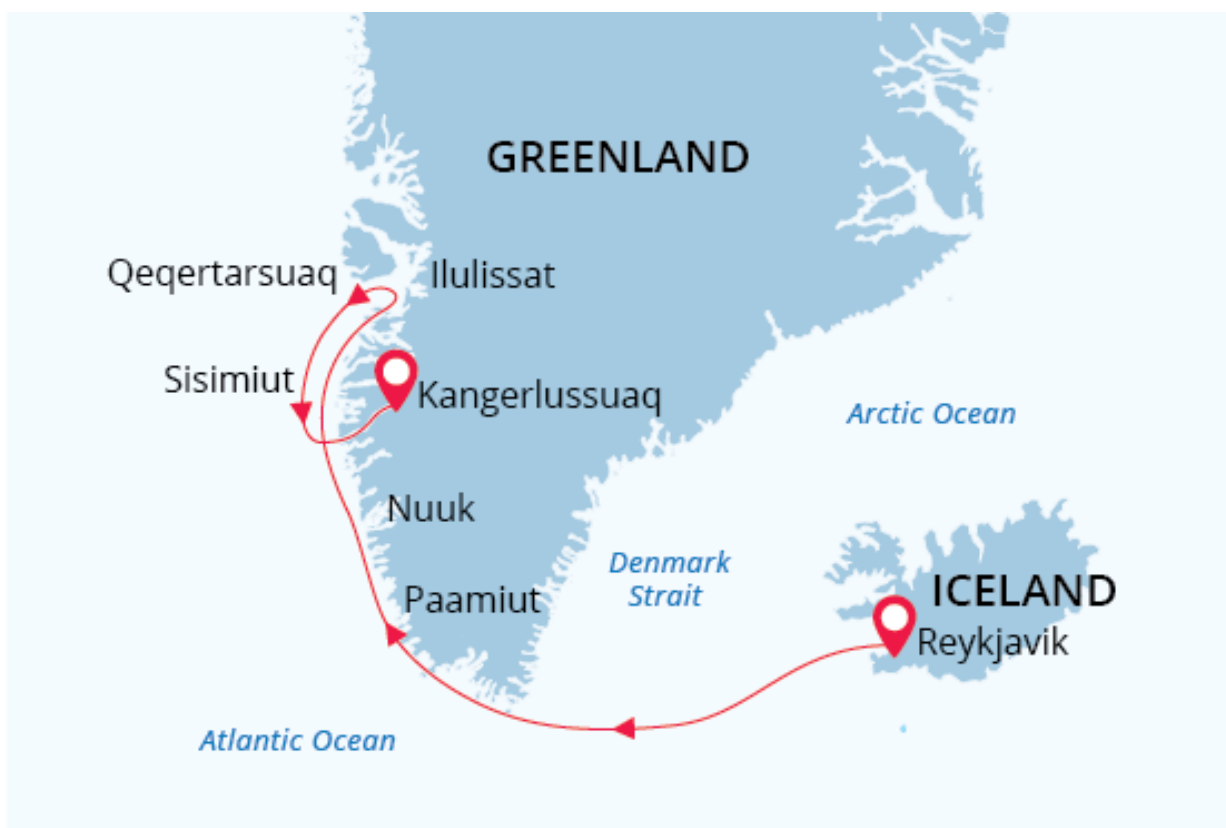 GREENLAND
Qeqertarsuaq
Ilulissat
Sisimiut
Kangerlussuaq
Arctic Ocean
Nuuk
Denmark
Strait
Paamiut
ICELAND
Reykjavik
Atlantic Ocean